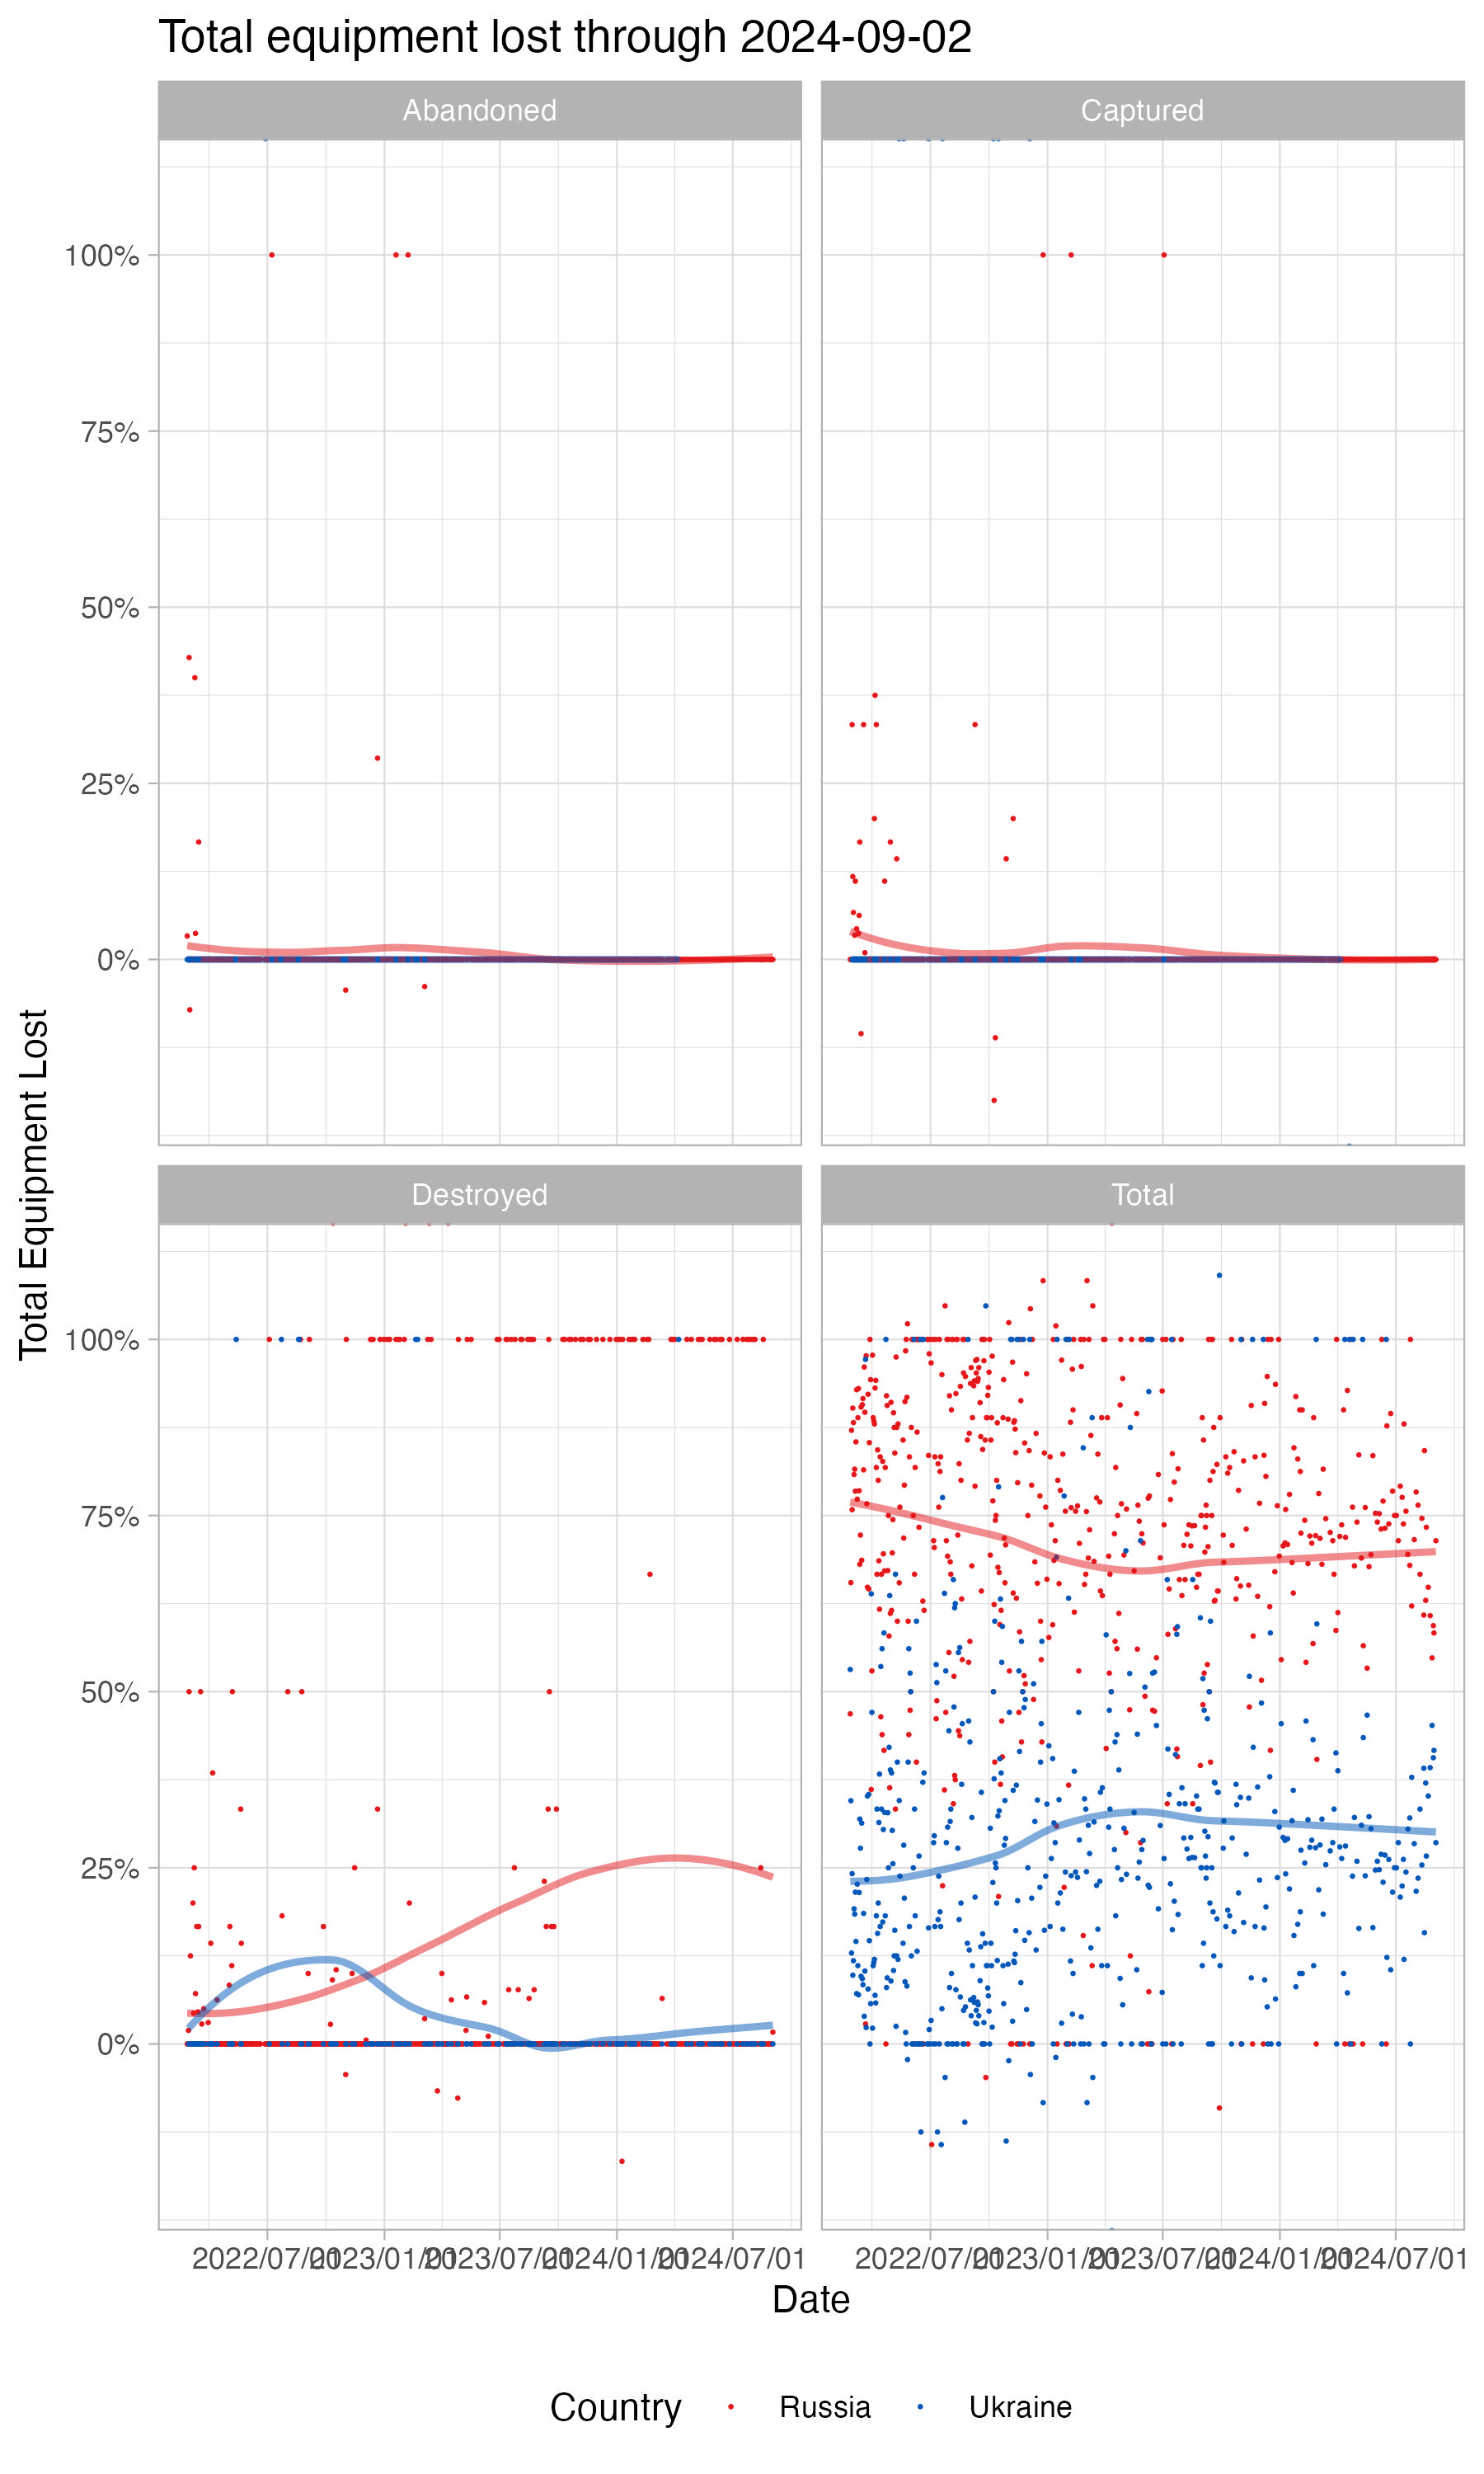 Total equipment lost through 2024-09-02
Abandoned
Captured
100%
75%
50%
25%
0%
Total Equipment Lost
Destroyed
Total
100%
75%
50%
25%
0%
2022/07/01 2023/01/01 2023/07/01 2024/01/01 2024/07/01
2022/07/01 2023/01/01 2023/07/01 2024/01/01 2024/07/01
Date
Country Russia Ukraine